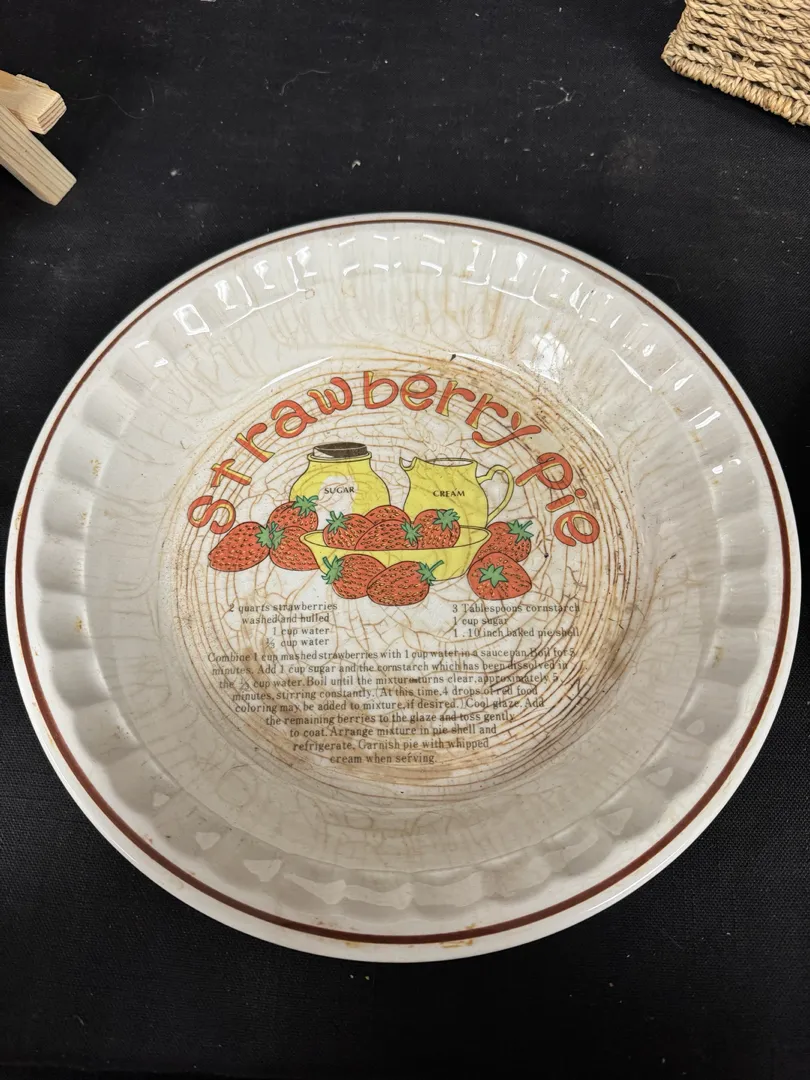 Strawberry Pie
SUGAR
CREAM
2 quarts strawberries
washed and hulled
1 cup water
cup water
3 Tablespoons cornstarch
1 cup sugar
1 . 10 inch baked pie shell
Combine 1 cup mashed strawberries with 1 cup water in a saucepan. Boil for 5
minutes. Add 1 cup sugar and the cornstarch which has been dissolved in
the cup water. Boil until the mixture turns clear, approximately 5
minutes, stirring constantly. (At this time, 4 drops of red food
coloring may be added to mixture, if desired.) Cool glaze. Add
the remaining berries to the glaze and toss gently
to coat. Arrange mixture in pie shell and
refrigerate. Garnish pie with whipped
cream when serving.